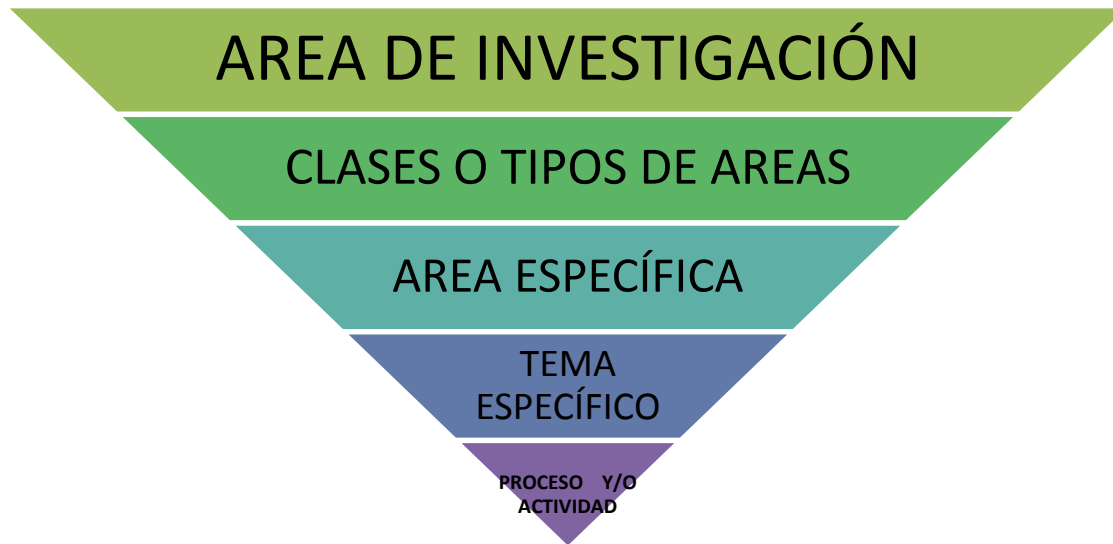 AREA DE INVESTIGACIÓN
CLASES O TIPOS DE AREAS
AREA ESPECÍFICA
TEMA
ESPECÍFICO
PROCESO Y/O
ACTIVIDAD